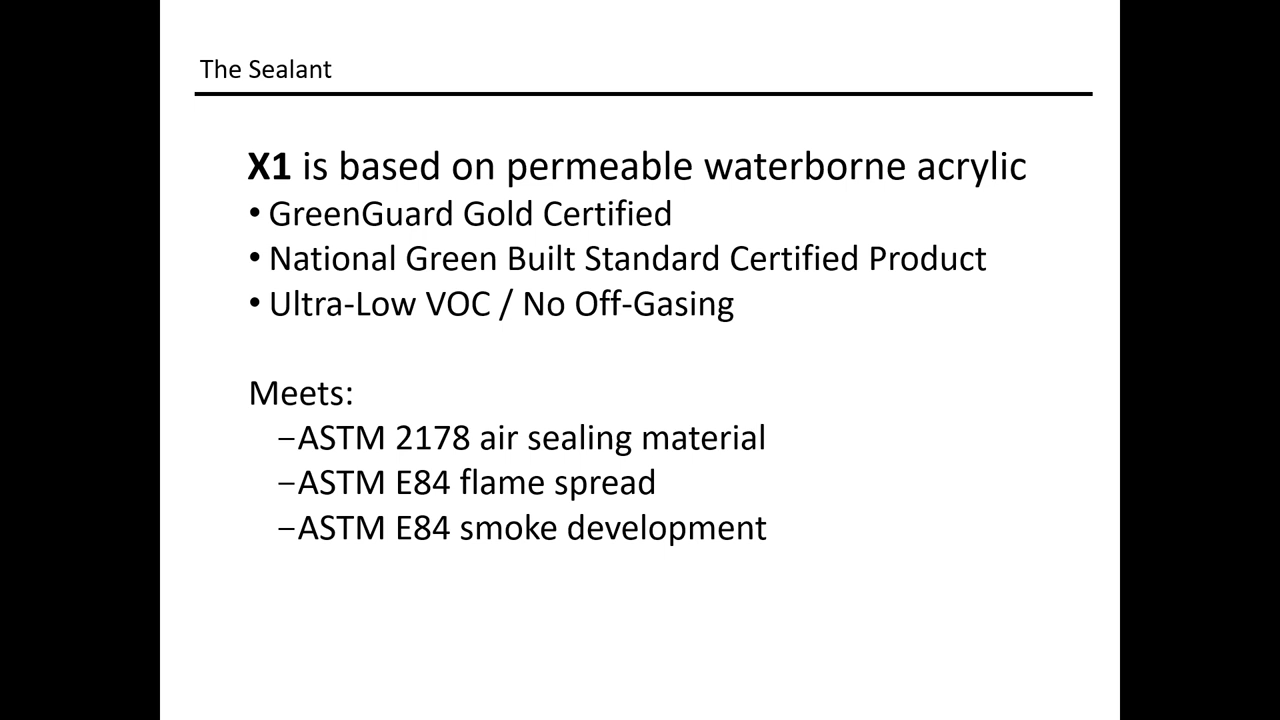 The Sealant
X1 is based on permeable waterborne acrylic
• GreenGuard Gold Certified
• National Green Built Standard Certified Product
• Ultra-Low VOC / No Off-Gasing
Meets:
–ASTM 2178 air sealing material
–ASTM E84 flame spread
–ASTM E84 smoke development